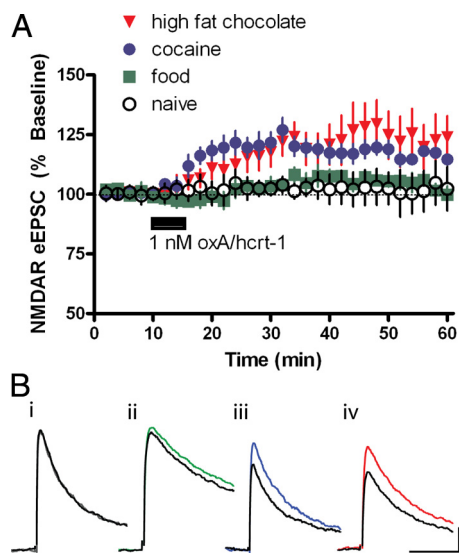 A
high fat chocolate
cocaine
food
naive
NMDAR eEPSC (% Baseline)
150
125
100
75
50
1 nM oxA/hcrt-1
0 10 20 30 40 50 60
Time (min)
B
i ii iii iv